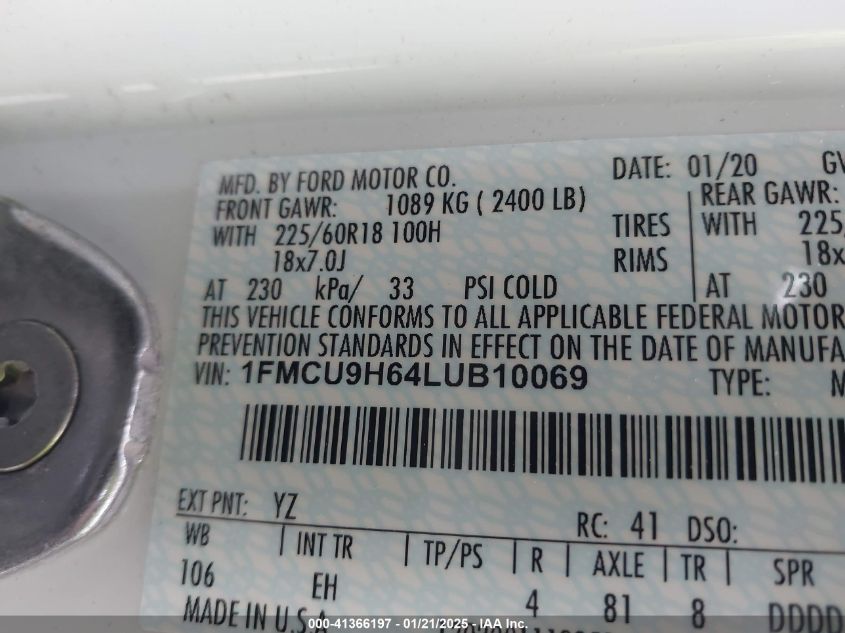 MFD. BY FORD MOTOR CO.
DATE: 01/20
FRONT GAWR: 1089 KG ( 2400 LB)
REAR GAWR:
WITH 225/60R18 100H TIRES WITH
18x7.0J RIMS
AT 230 kPa/ 33 PSI COLD AT 230
THIS VEHICLE CONFORMS TO ALL APPLICABLE FEDERAL MOTOR
PREVENTION STANDARDS IN EFFECT ON THE DATE OF
VIN: 1FMCU9H64LUB10069 TYPE:
EXT PNT: YZ RC: 41 DSO:
WB INT TR TP/PS R AXLE TR SPR
106 EH 4 81 8 DDDD
MADE IN U.S.A
000-41366197 - 01/21/2025 - IAAHOLDINGS.COM